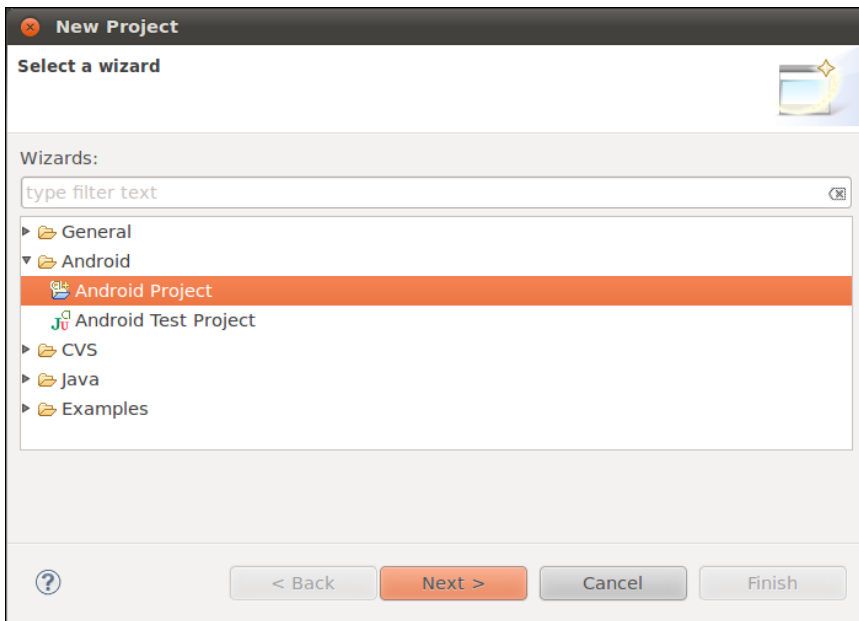 New Project
Select a wizard
Wizards:
type filter text
General
Android
Android Project
Android Test Project
CVS
Java
Examples
< Back Next > Cancel Finish